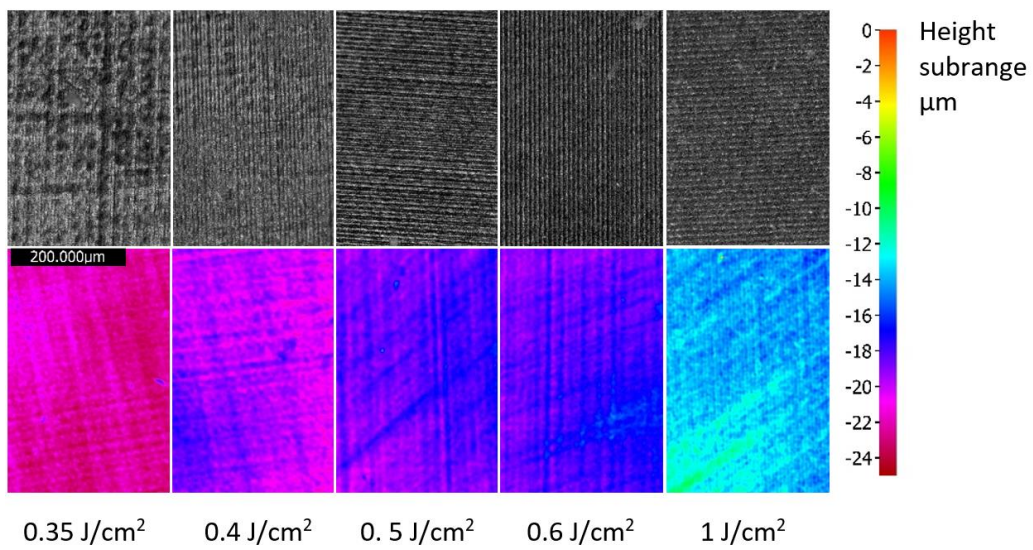 0
-2
-4
-6
-8
-10
-12
-14
-16
-18
-20
-22
-24
Height
subrange
μm
200.000μm
0.35 J/cm²
0.4 J/cm²
0. 5 J/cm²
0.6 J/cm²
1 J/cm²